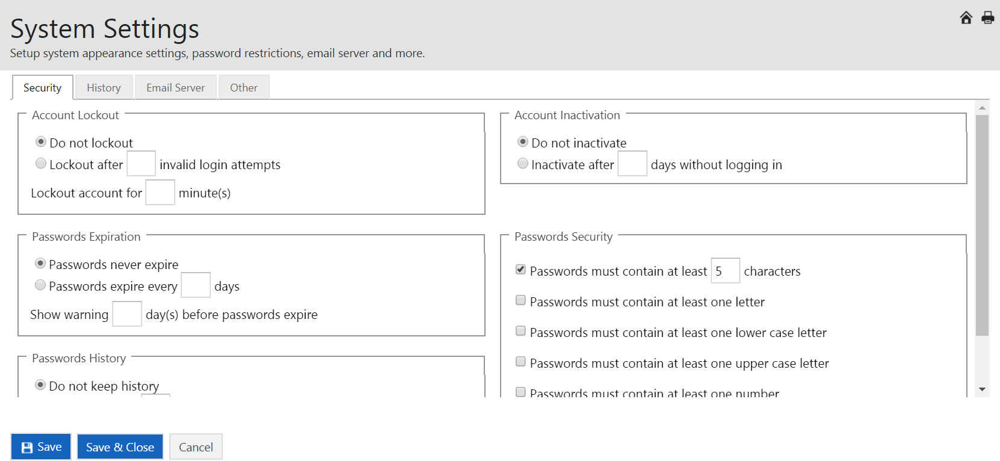 System Settings
Setup system appearance settings, password restrictions, email server and more.
Security
History
Email Server
Other
Account Lockout
Do not lockout
Lockout after invalid login attempts
Lockout account for minute(s)
Account Inactivation
Do not inactivate
Inactivate after days without logging in
Passwords Expiration
Passwords never expire
Passwords expire every days
Show warning day(s) before passwords expire
Passwords Security
Passwords must contain at least 5 characters
Passwords must contain at least one letter
Passwords must contain at least one lower case letter
Passwords must contain at least one upper case letter
Passwords must contain at least one number
Passwords History
Do not keep history
Save
Save & Close
Cancel